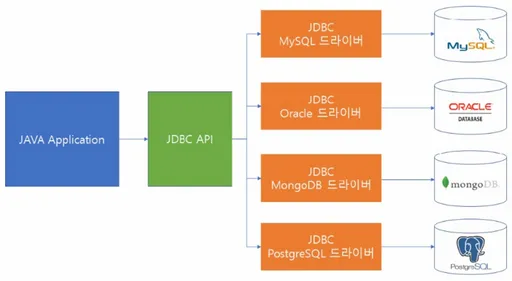 JAVA Application
JDBC API
JDBC
MySQL 드라이버
MySQL
JDBC
Oracle 드라이버
ORACLE
DATABASE
JDBC
MongoDB 드라이버
mongoDB
JDBC
PostgreSQL 드라이버
PostgreSQL